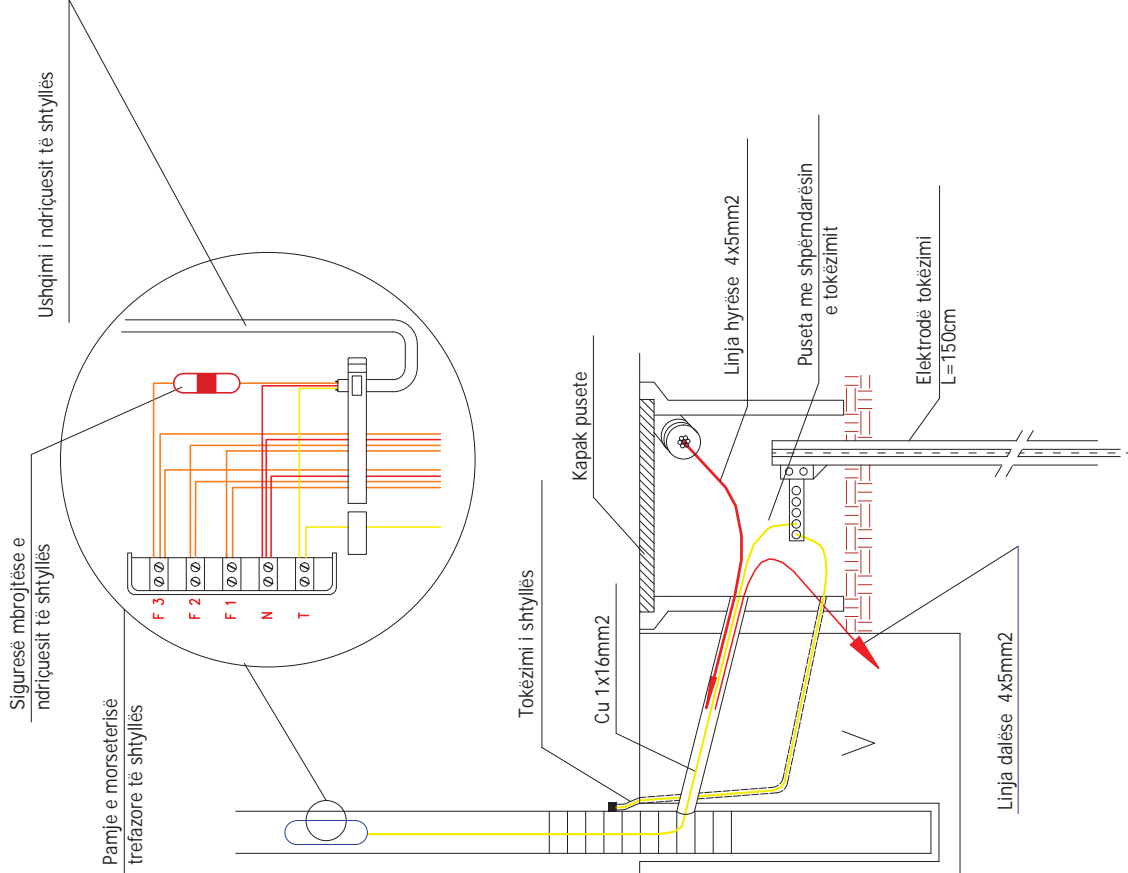 Ushqimi i ndriçuesit të shtyllës
Siguresë mbrojtëse e
ndriçuesit të shtyllës
Pamje e morseterisë
trefazore të shtyllës
F 3
F 2
F 1
N
T
Tokëzimi i shtyllës
Cu 1x16mm2
Kapak pusete
Linja hyrëse 4x5mm2
Puseta me shpërndarësin
e tokëzimit
Elektrodë tokëzimi
L=150cm
Linja dalëse 4x5mm2